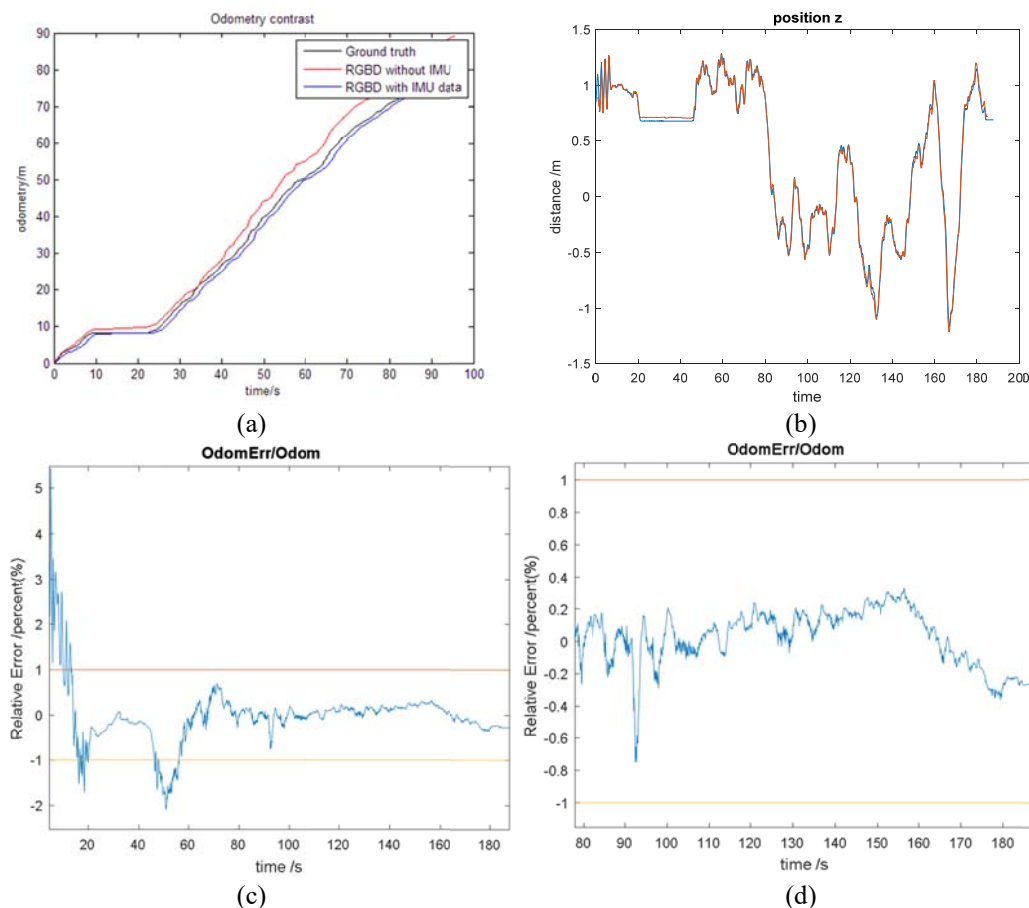 Odometry contrast
90
80
70
60
50
40
30
20
10
0
odometry/m
Ground truth
RGBD without IMU
RGBD with IMU data
0 10 20 30 40 50 60 70 80 90 100
time/s
(a)
position z
1.5
1
0.5
0
-0.5
-1
-1.5
distance /m
0 20 40 60 80 100 120 140 160 180 200
time
(b)
OdomErr/Odom
5
4
3
2
1
0
-1
-2
Relative Error /percent(%)
20 40 60 80 100 120 140 160 180
time /s
(c)
OdomErr/Odom
1
0.8
0.6
0.4
0.2
0
-0.2
-0.4
-0.6
-0.8
-1
Relative Error /percent(%)
80 90 100 110 120 130 140 150 160 170 180
time /s
(d)